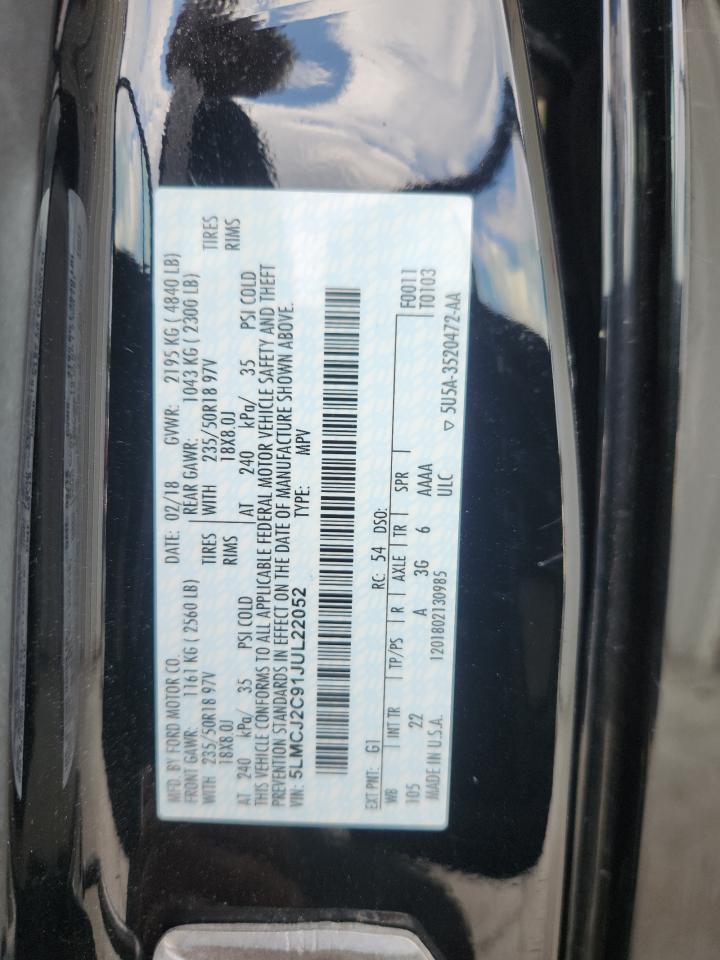 MFD. BY FORD MOTOR CO. DATE: 02/18 GVWR: 2195 KG ( 4840 LB)
FRONT GAWR: 1161 KG ( 2560 LB) REAR GAWR: 1043 KG ( 2300 LB)
WITH 235/50R18 97V TIRES WITH 235/50R18 97V TIRES
18X8.0J RIMS 18X8.0J RIMS
AT 240 kPa/ 35 PSI COLD AT 240 kPa/ 35 PSI COLD
THIS VEHICLE CONFORMS TO ALL APPLICABLE FEDERAL MOTOR VEHICLE SAFETY AND THEFT
PREVENTION STANDARDS IN EFFECT ON THE DATE OF MANUFACTURE SHOWN ABOVE.
VIN: 5LMCJ2C91JUL22052 TYPE: MPV
EXT PNT: G1 RC: 54 DSO: F0011
WB INT TR TP/PS R AXLE TR SPR T0103
105 22 A 3G 6 AAAA
MADE IN U.S.A. 1201802130985 ULC ▽ 5U5A-3520472-AA